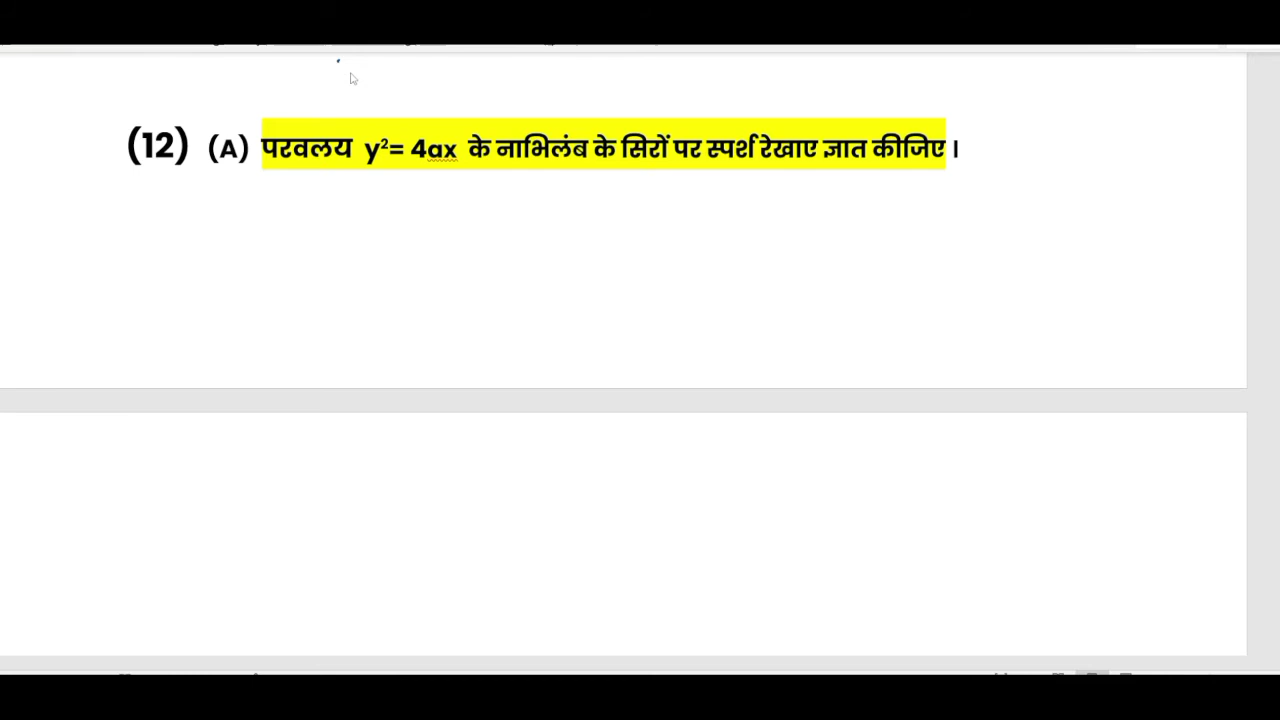 (12) (A) परवलय y²= 4ax के नाभिलंब के सिरों पर स्पर्श रेखाए ज्ञात कीजिए ।